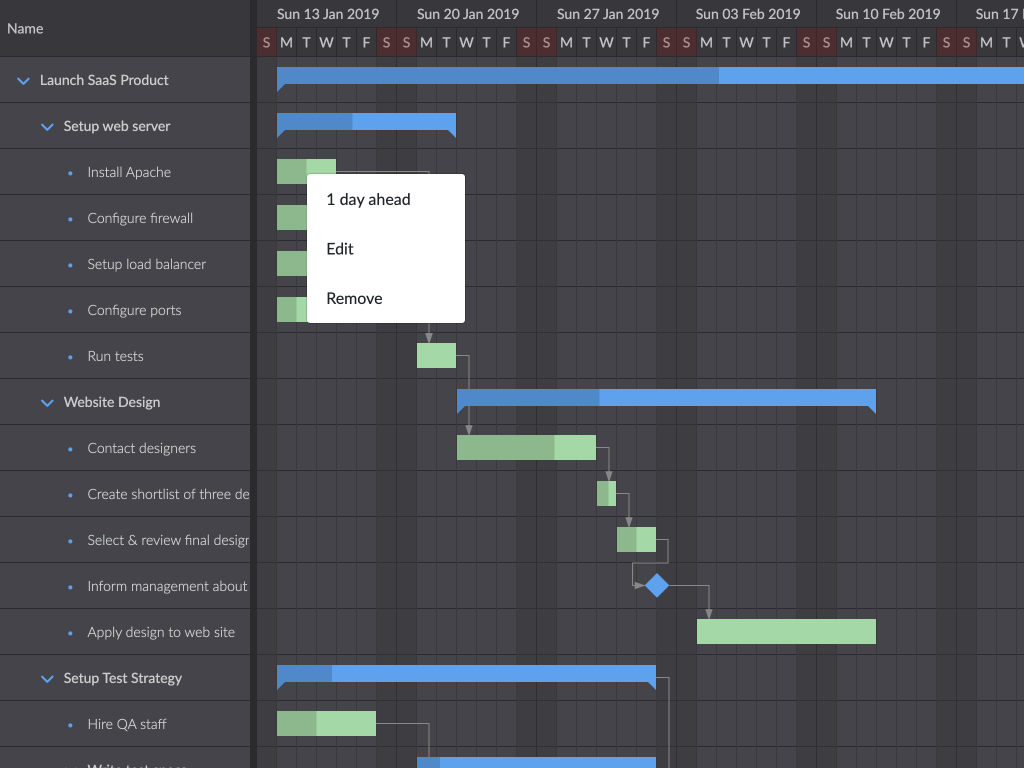 Name
Sun 13 Jan 2019 Sun 20 Jan 2019 Sun 27 Jan 2019 Sun 03 Feb 2019 Sun 10 Feb 2019 Sun 17
S M T W T F S S M T W T F S S M T W T F S S M T W T F S S M T W T F S S M T
Launch SaaS Product
Setup web server
Install Apache
1 day ahead
Configure firewall
Edit
Setup load balancer
Remove
Configure ports
Run tests
Website Design
Contact designers
Create shortlist of three de
Select & review final design
Inform management about
Apply design to web site
Setup Test Strategy
Hire QA staff